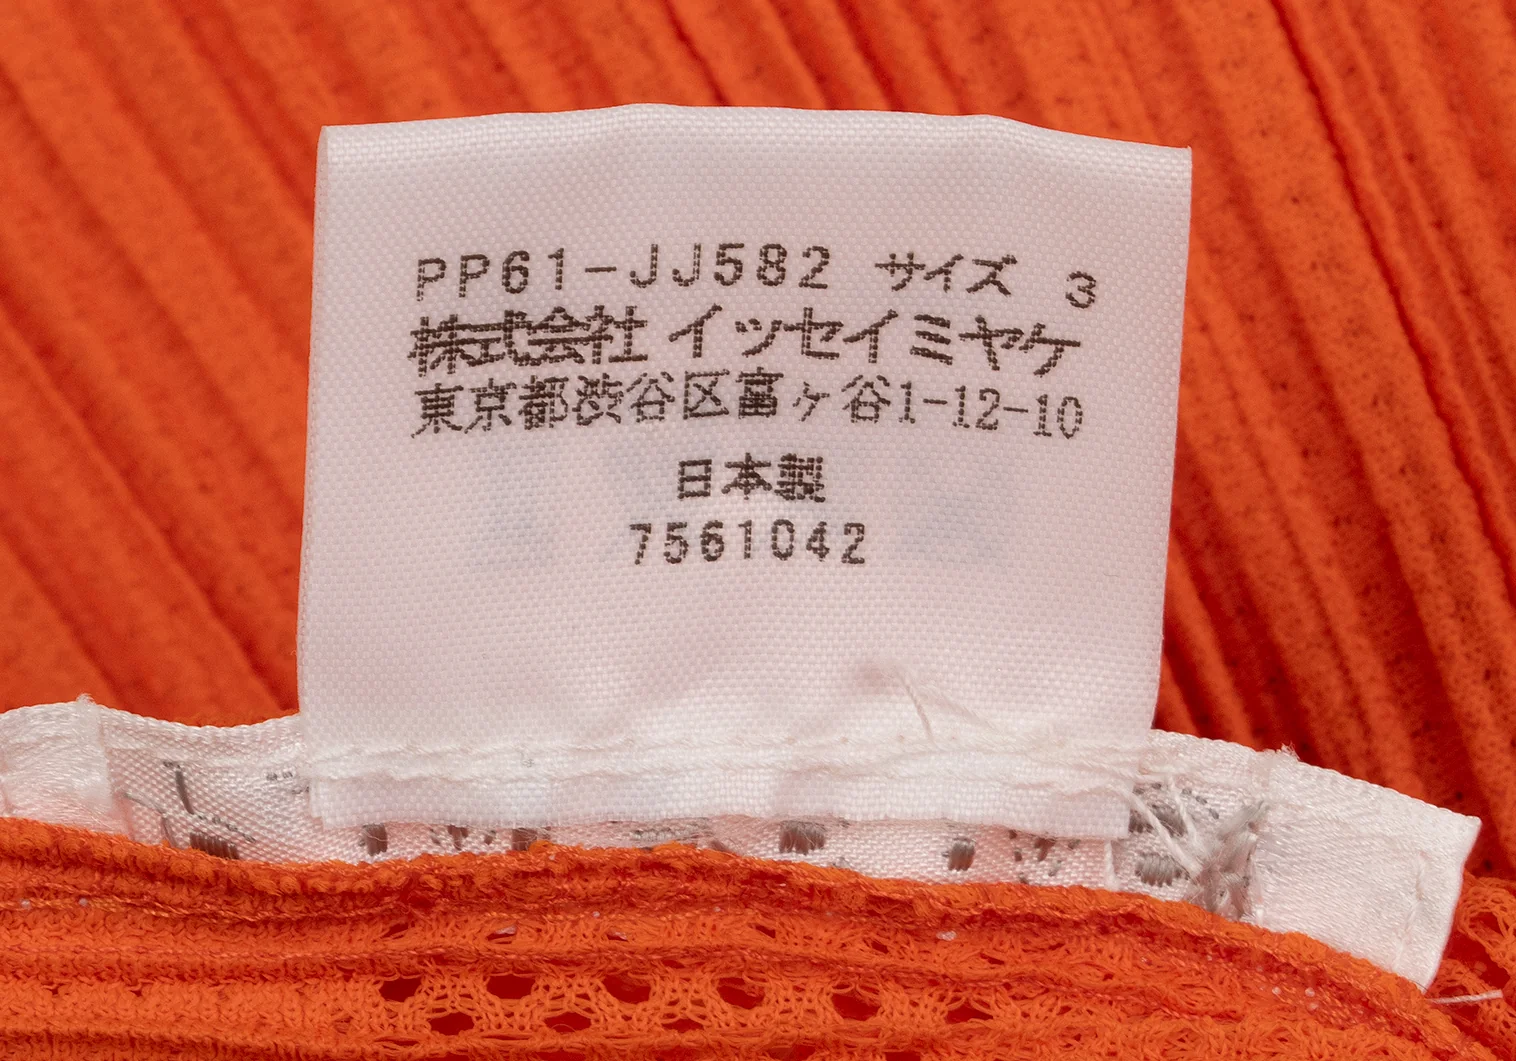 PP61-JJ582 サイズ 3
株式会社 イッセイミヤケ
東京都渋谷区富ヶ谷1-12-10
日本製
7561042